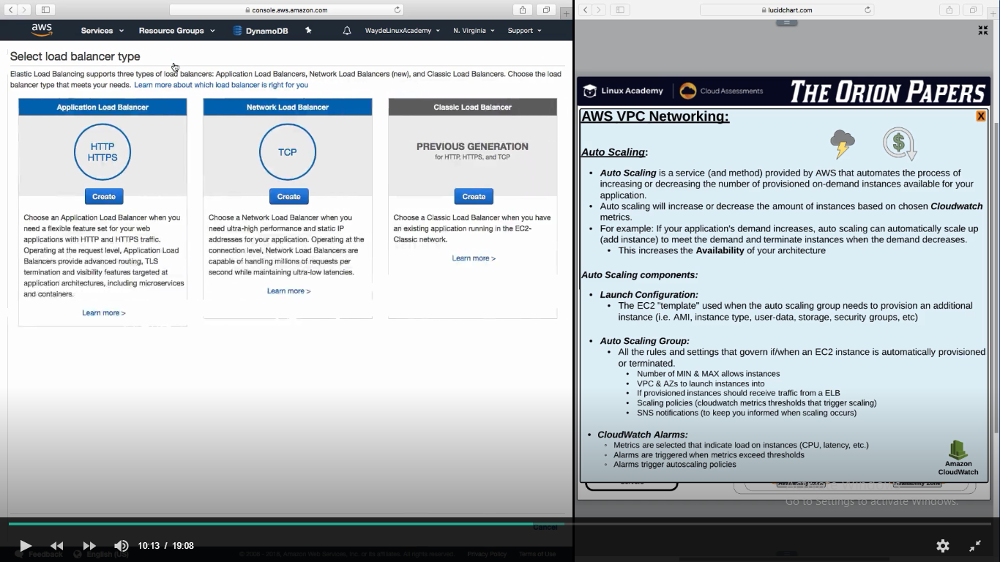 console.aws.amazon.com
aws
Services
Resource Groups
DynamoDB
WaydeLinuxAcademy
N. Virginia
Support
Select load balancer type
Elastic Load Balancing supports three types of load balancers: Application Load Balancers, Network Load Balancers (new), and Classic Load Balancers. Choose the load
balancer type that meets your needs. Learn more about which load balancer is right for you
Application Load Balancer
HTTP
HTTPS
Create
Choose an Application Load Balancer when you
need a flexible feature set for your web
applications with HTTP and HTTPS traffic.
Operating at the request level, Application Load
Balancers provide advanced routing, TLS
termination and visibility features targeted at
application architectures, including microservices
and containers.
Learn more >
Network Load Balancer
TCP
Create
Choose a Network Load Balancer when you
need ultra-high performance and static IP
addresses for your application. Operating at the
connection level, Network Load Balancers are
capable of handling millions of requests per
second while maintaining ultra-low latencies.
Learn more >
Classic Load Balancer
PREVIOUS GENERATION
for HTTP, HTTPS, and TCP
Create
Choose a Classic Load Balancer when you have
an existing application running in the EC2-
Classic network.
Learn more >
Cancel
10:13 / 19:08
Feedback
English (US)
© 2008 - 2018, Amazon Web Services, Inc. or its affiliates. All rights reserved.
Privacy Policy
Terms of Use
lucidchart.com
Linux Academy
Cloud Assessments
THE ORION PAPERS
AWS VPC Networking:
X
$
Auto Scaling:
• Auto Scaling is a service (and method) provided by AWS that automates the process of
increasing or decreasing the number of provisioned on-demand instances available for your
application.
• Auto scaling will increase or decrease the amount of instances based on chosen Cloudwatch
metrics.
• For example: If your application's demand increases, auto scaling can automatically scale up
(add instance) to meet the demand and terminate instances when the demand decreases.
• This increases the Availability of your architecture
Auto Scaling components:
• Launch Configuration:
• The EC2 "template" used when the auto scaling group needs to provision an additional
instance (i.e. AMI, instance type, user-data, storage, security groups, etc)
• Auto Scaling Group:
• All the rules and settings that govern if/when an EC2 instance is automatically provisioned
or terminated.
• Number of MIN & MAX allows instances
• VPC & AZs to launch instances into
• If provisioned instances should receive traffic from a ELB
• Scaling policies (cloudwatch metrics thresholds that trigger scaling)
• SNS notifications (to keep you informed when scaling occurs)
• CloudWatch Alarms:
◦ Metrics are selected that indicate load on instances (CPU, latency, etc.)
◦ Alarms are triggered when metrics exceed thresholds
◦ Alarms trigger autoscaling policies
Amazon
CloudWatch
Activate Windows
Go to Settings to activate Windows.